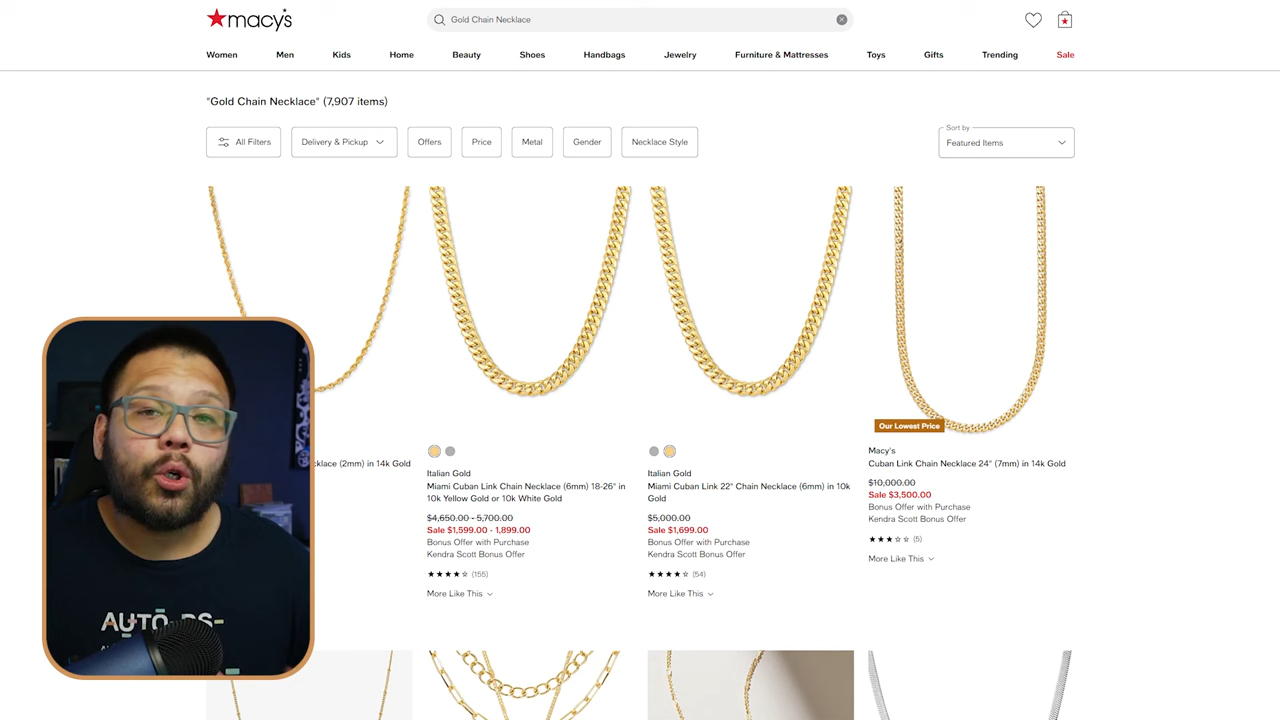 macy's
Gold Chain Necklace
Women Men Kids Home Beauty Shoes Handbags Jewelry Furniture & Mattresses Toys Gifts Trending Sale
"Gold Chain Necklace" (7,907 items)
All Filters Delivery & Pickup Offers Price Metal Gender Necklace Style
Sort by
Featured Items
klace (2mm) in 14k Gold
Italian Gold
Miami Cuban Link Chain Necklace (6mm) 18-26" in
10k Yellow Gold or 10k White Gold
$4,650.00 - 5,700.00
Sale $1,599.00 - 1,899.00
Bonus Offer with Purchase
Kendra Scott Bonus Offer
(155)
More Like This
Italian Gold
Miami Cuban Link 22" Chain Necklace (6mm) in 10k
Gold
$5,000.00
Sale $1,699.00
Bonus Offer with Purchase
Kendra Scott Bonus Offer
(54)
More Like This
Our Lowest Price
Macy's
Cuban Link Chain Necklace 24" (7mm) in 14k Gold
$10,000.00
Sale $3,500.00
Bonus Offer with Purchase
Kendra Scott Bonus Offer
(5)
More Like This
AUTO DS